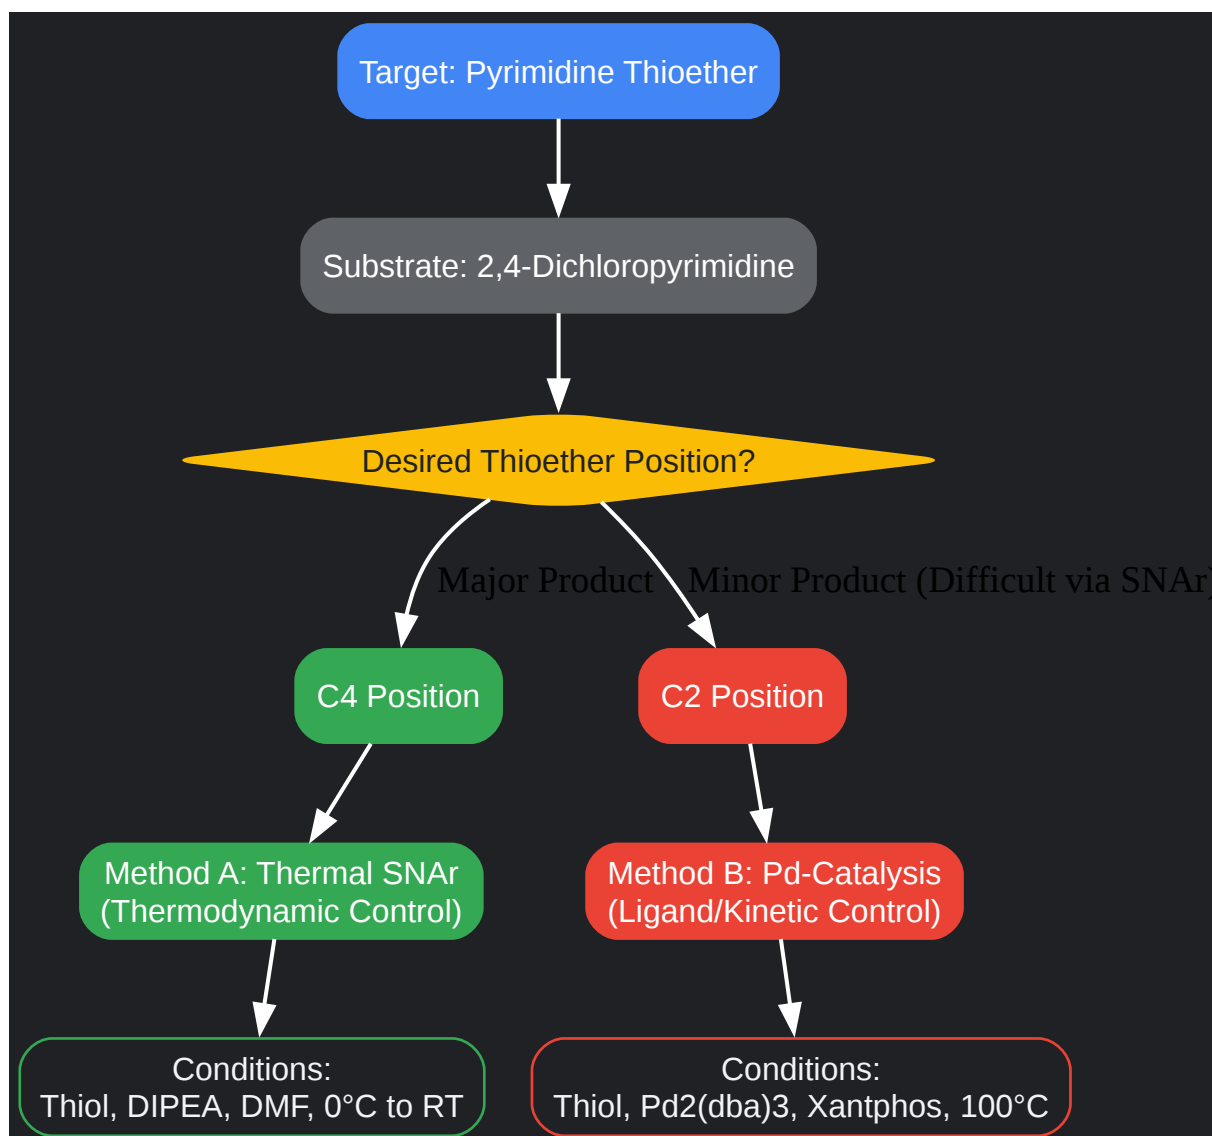 Target: Pyrimidine Thioether
Substrate: 2,4-Dichloropyrimidine
Desired Thioether Position?
Major Product
Minor Product (Difficult via SNAr)
C4 Position
C2 Position
Method A: Thermal SNAr
(Thermodynamic Control)
Method B: Pd-Catalysis
(Ligand/Kinetic Control)
Conditions:
Thiol, DIPEA, DMF, 0°C to RT
Conditions:
Thiol, Pd2(dba)3, Xantphos, 100°C